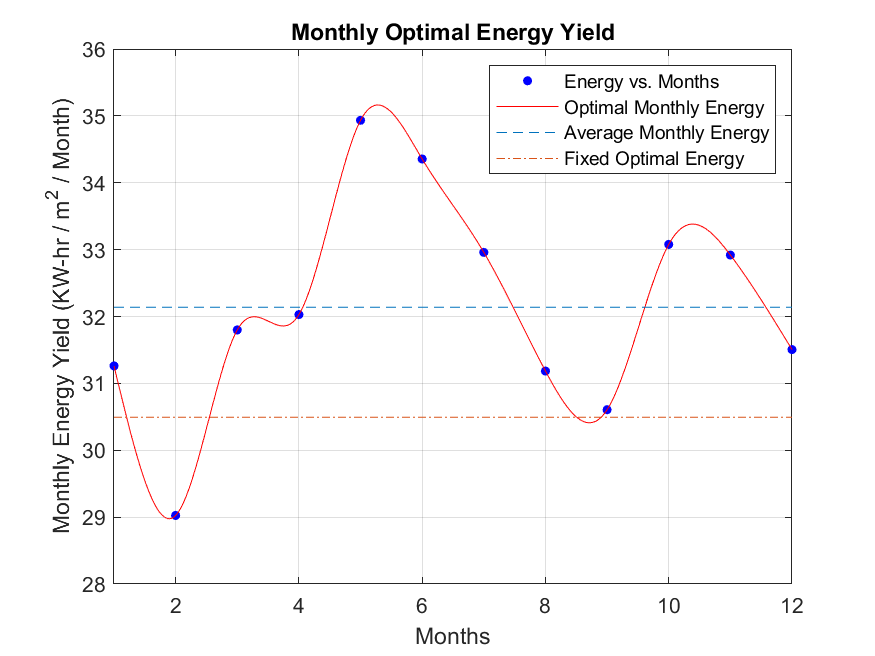 Monthly Optimal Energy Yield
Monthly Energy Yield (KW-hr / m² / Month)
36
35
34
33
32
31
30
29
28
Energy vs. Months
Optimal Monthly Energy
Average Monthly Energy
Fixed Optimal Energy
2 4 6 8 10 12
Months